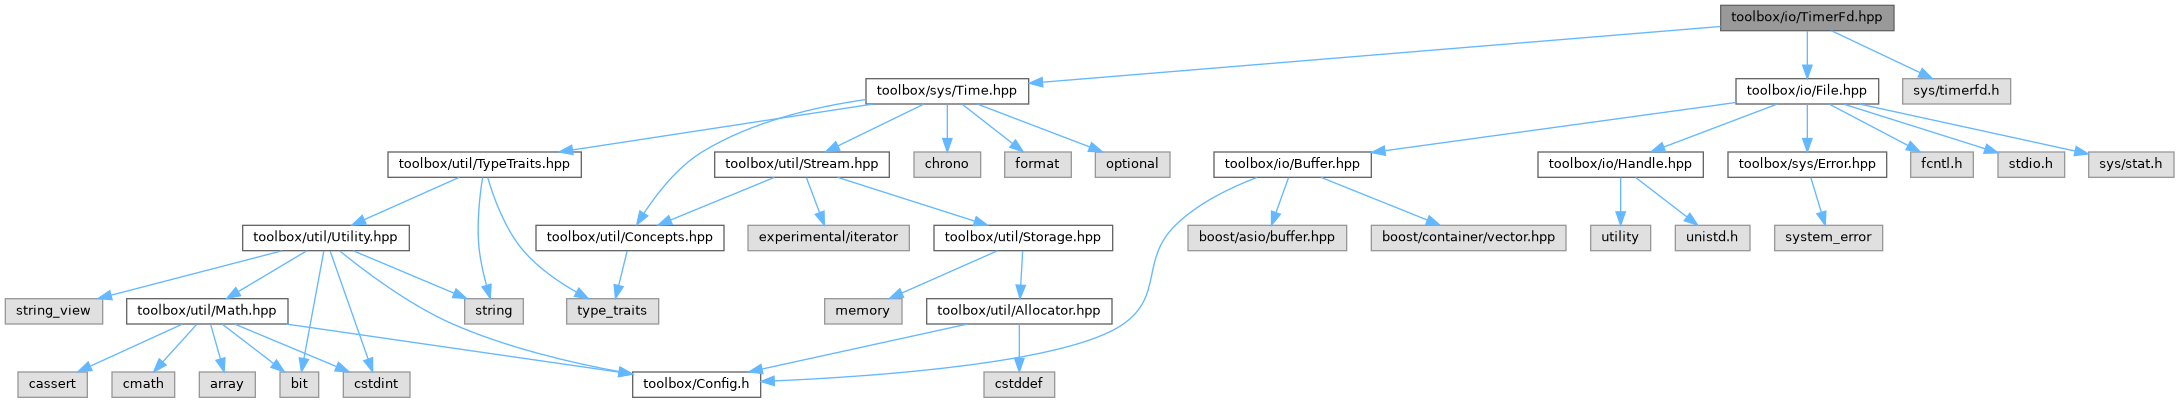 toolbox/io/TimerFd.hpp
toolbox/sys/Time.hpp
toolbox/io/File.hpp
sys/timerfd.h
toolbox/util/TypeTraits.hpp
toolbox/util/Stream.hpp
chrono
format
optional
toolbox/io/Buffer.hpp
toolbox/io/Handle.hpp
toolbox/sys/Error.hpp
fcntl.h
stdio.h
sys/stat.h
toolbox/util/Utility.hpp
toolbox/util/Concepts.hpp
experimental/iterator
toolbox/util/Storage.hpp
boost/asio/buffer.hpp
boost/container/vector.hpp
utility
unistd.h
system_error
string_view
toolbox/util/Math.hpp
string
type_traits
memory
toolbox/util/Allocator.hpp
cassert
cmath
array
bit
cstdint
toolbox/Config.h
cstddef